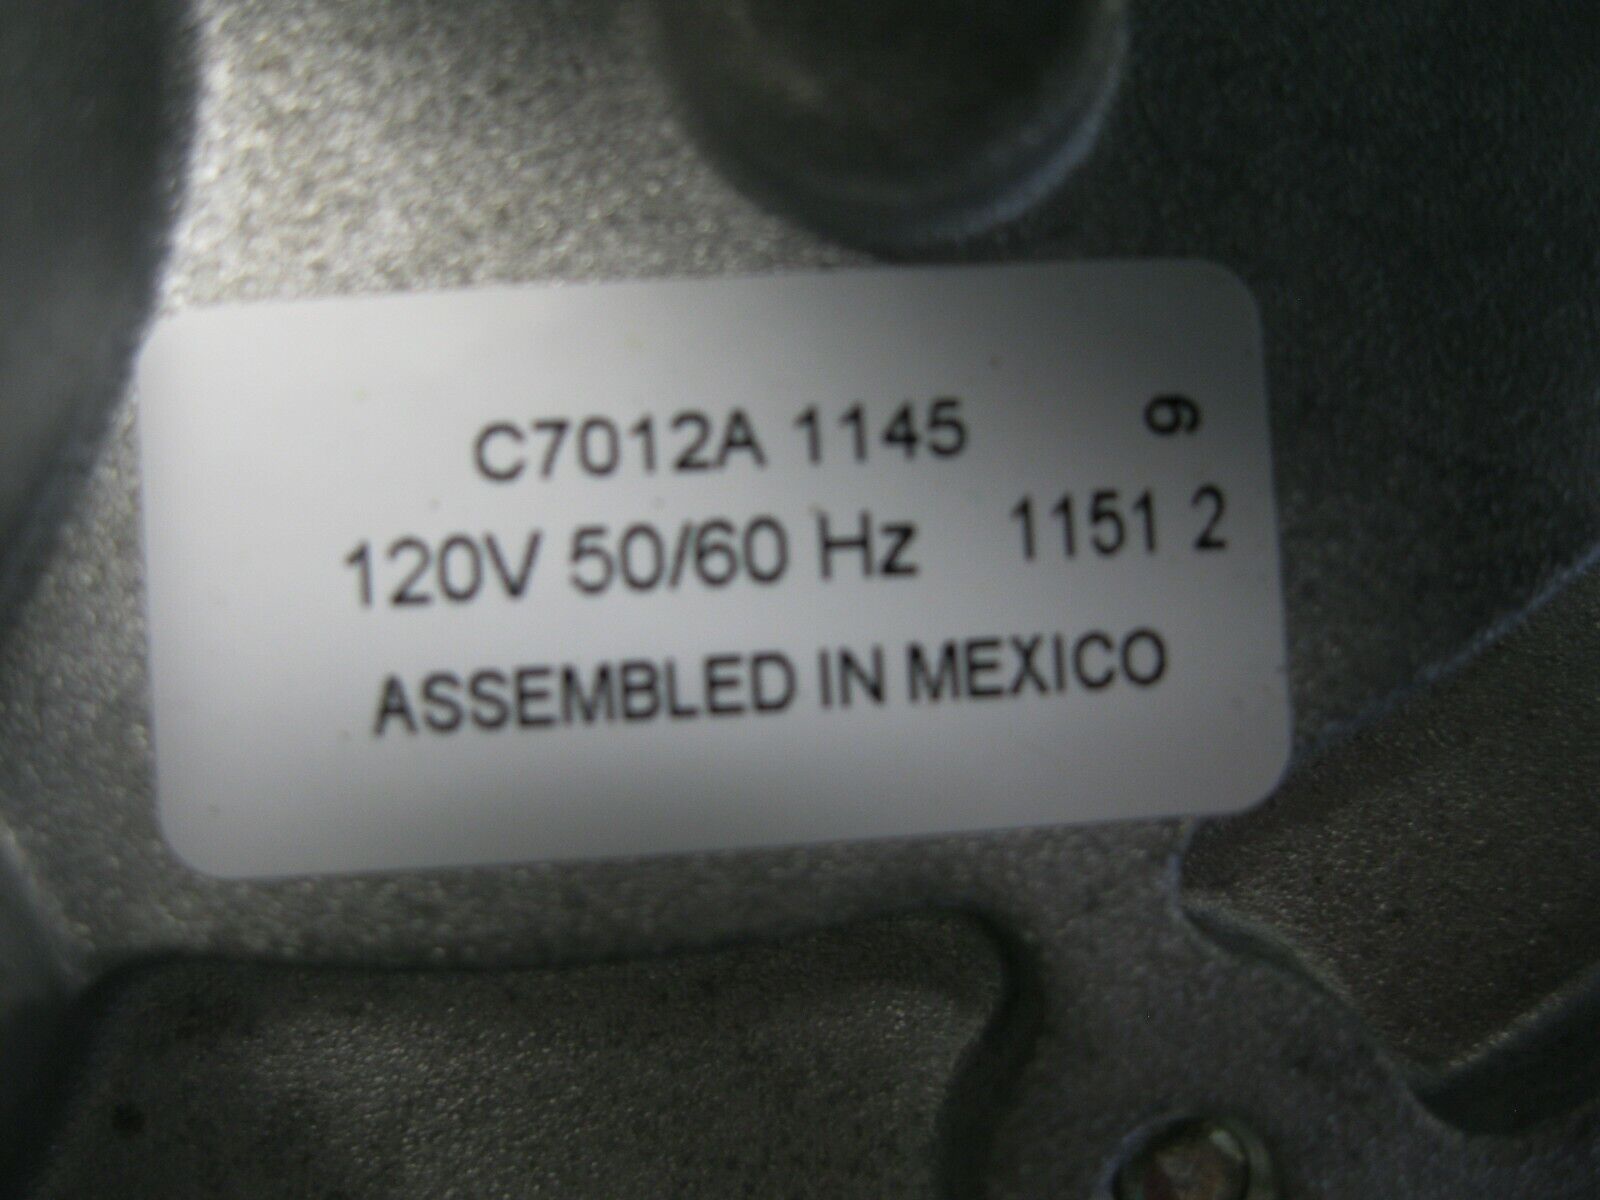 C7012A 1145
9
120V 50/60 Hz 1151 2
ASSEMBLED IN MEXICO